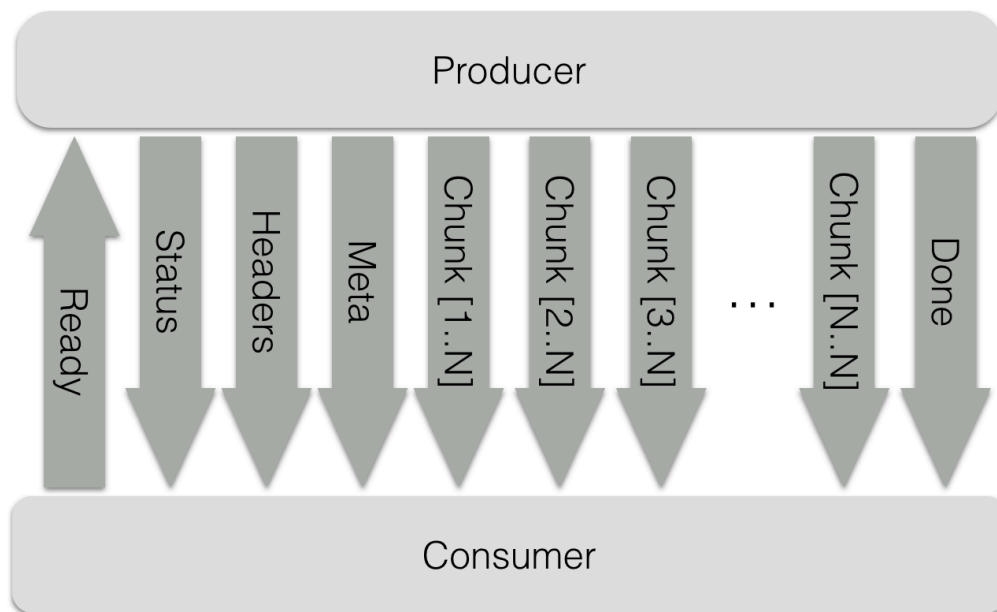 Producer
Ready
Status
Headers
Meta
Chunk [1..N]
Chunk [2..N]
Chunk [3..N]
...
Chunk [N..N]
Done
Consumer